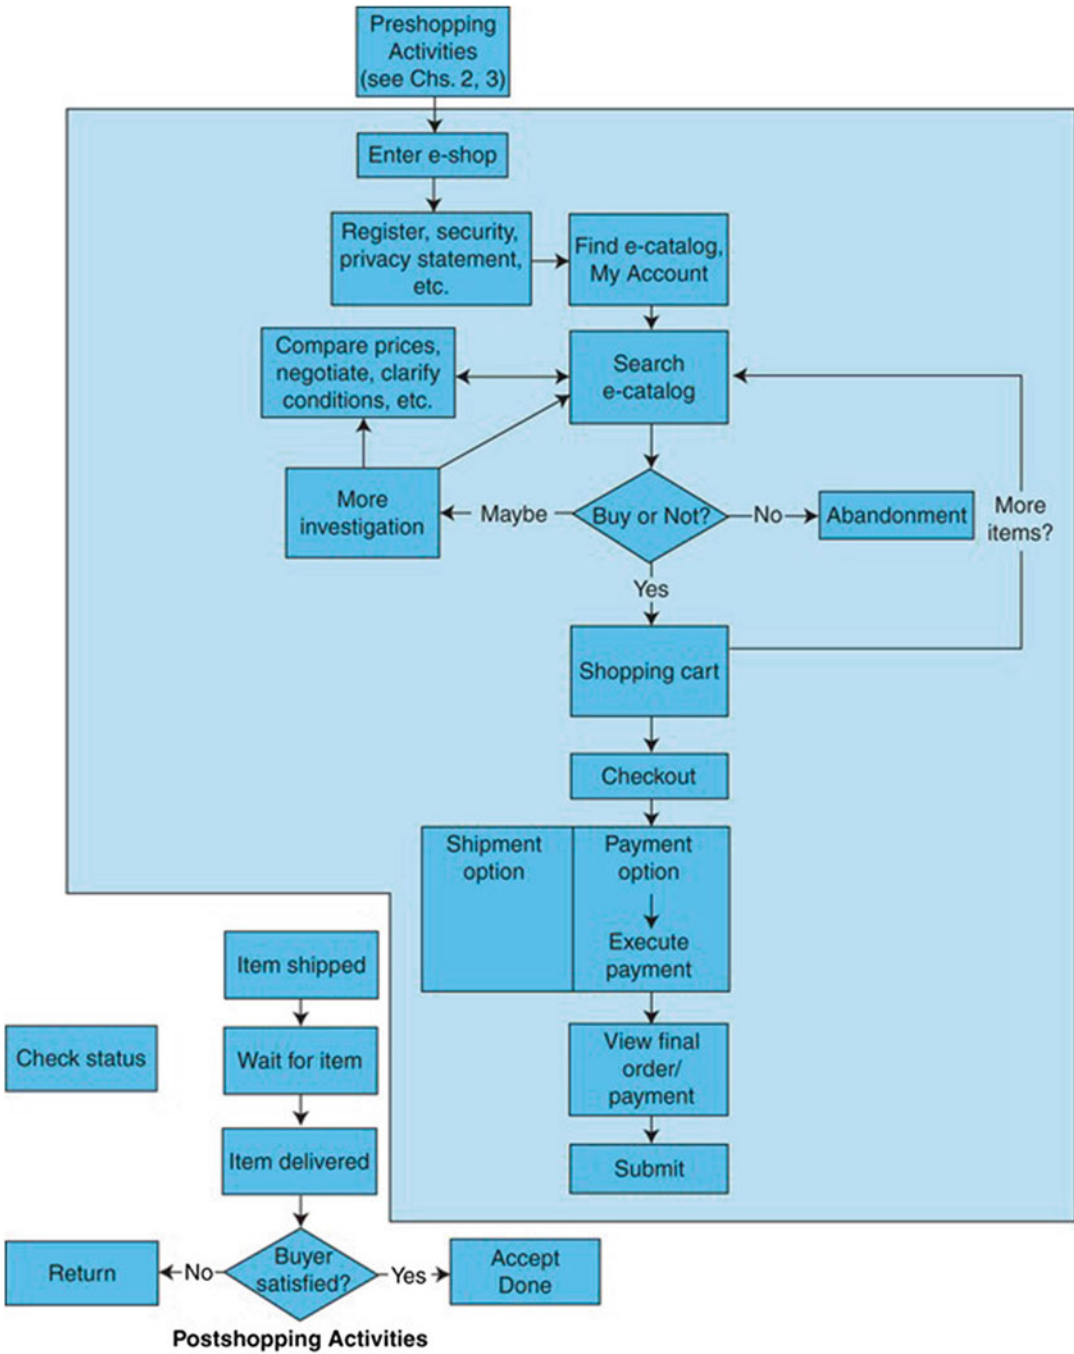 Preshopping
Activities
(see Chs. 2, 3)
Enter e-shop
Register, security,
privacy statement,
etc.
Find e-catalog,
My Account
Compare prices,
negotiate, clarify
conditions, etc.
Search
e-catalog
More
investigation
Maybe
Buy or Not?
No
Abandonment
More
items?
Yes
Shopping cart
Checkout
Shipment
option
Payment
option
Execute
payment
Item shipped
Check status
Wait for item
View final
order/
payment
Item delivered
Submit
Return
No
Buyer
satisfied?
Yes
Accept
Done
Postshopping Activities